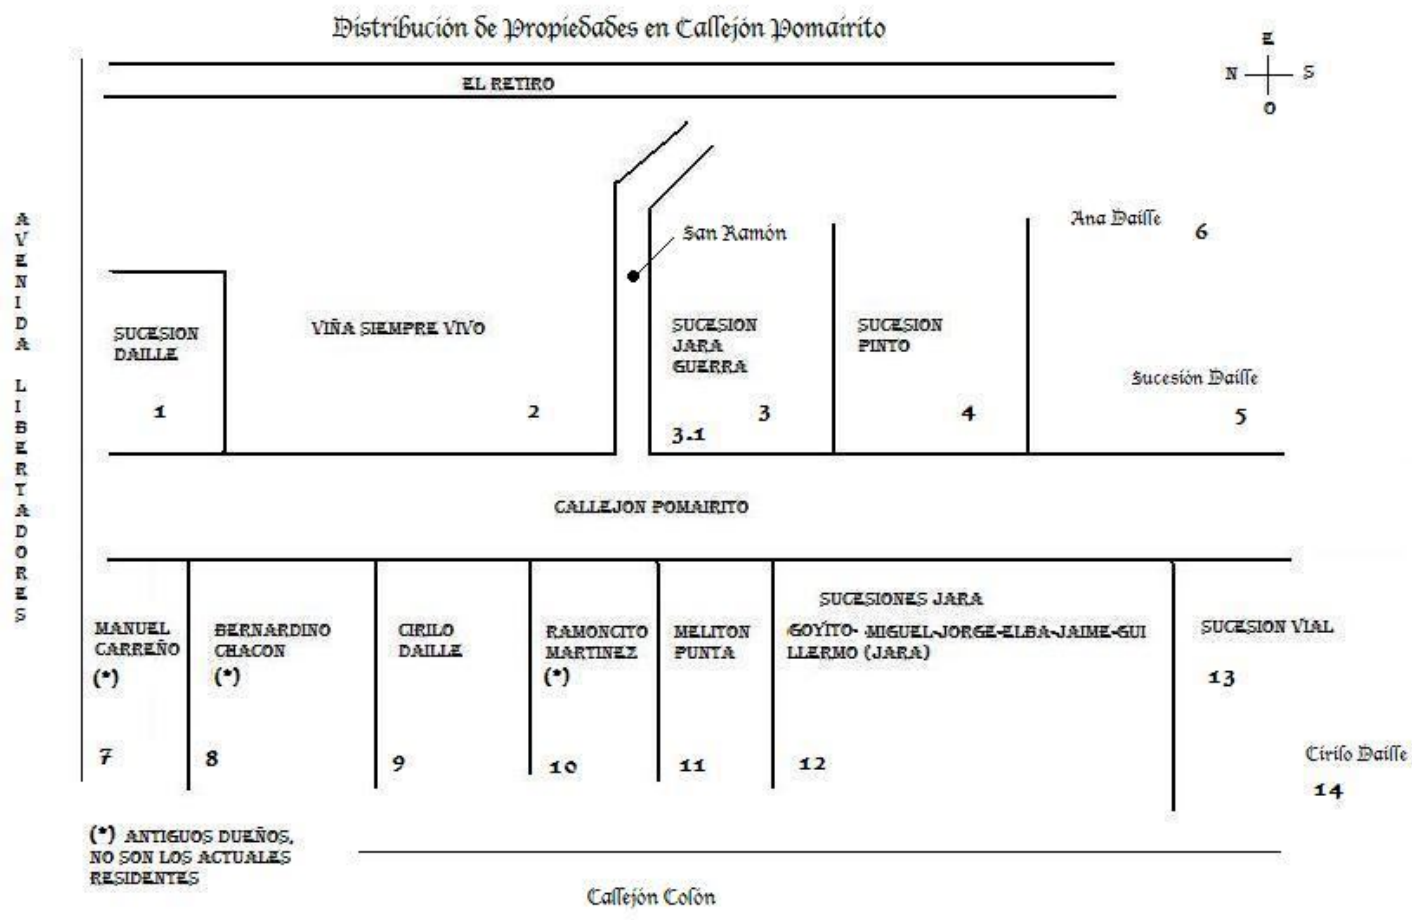 Distribución de Propiedades en Callejón Pomairito
E
N S
O
EL RETIRO
AVENIDA LIBERTADORES
San Ramón
Ana Daille 6
SUCESION
DAILLE
1
VIÑA SIEMPRE VIVO
2
SUCESION
JARA
GUERRA
3
3.1
SUCESION
PINTO
4
Sucesión Daille
5
CALLEJON POMAIRITO
MANUEL
CARREÑO
(*)
7
BERNARDINO
CHACON
(*)
8
CIRILO
DAILLE
9
RAMONCITO
MARTINEZ
(*)
10
MELITON
PUNTA
11
SUCESIONES JARA
GOYITO- MIGUEL-JORGE-ELBA-JAIME-GUI
LLERMO (JARA)
12
SUCESION VIAL
13
Cirilo Daille
14
(*) ANTIGUOS DUEÑOS,
NO SON LOS ACTUALES
RESIDENTES
Callejón Colón